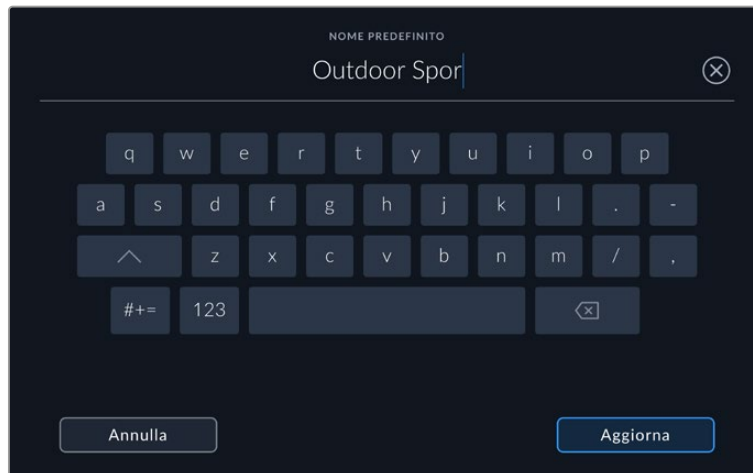 NOME PREDEFINITO
Outdoor Spor
q w e r t y u i o p
a s d f g h j k l . -
z x c v b n m / ,
#+= 123
Annulla Aggiorna